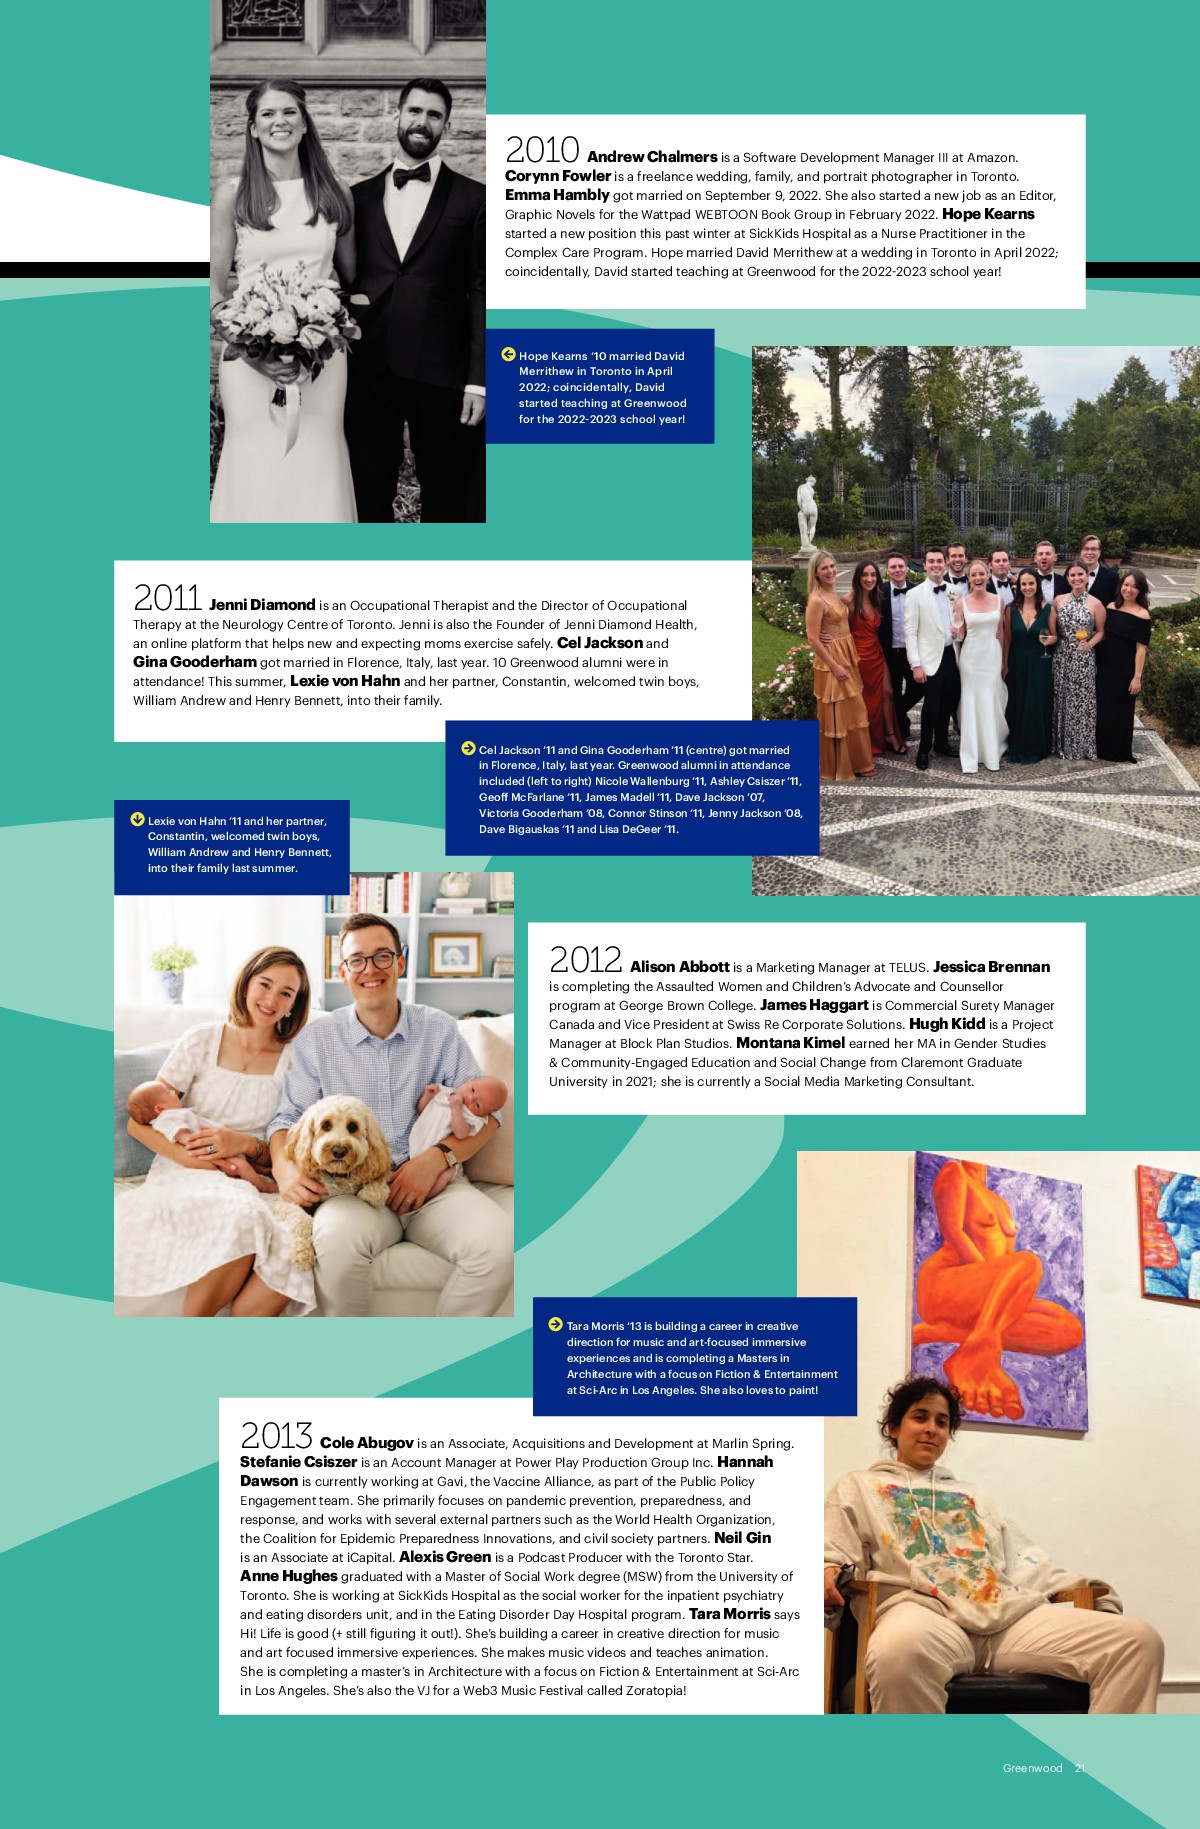 2010 Andrew Chalmers is a Software Development Manager III at Amazon.
Corynn Fowler is a freelance wedding, family, and portrait photographer in Toronto.
Emma Hambly got married on September 9, 2022. She also started a new job as an Editor,
Graphic Novels for the Wattpad WEBTOON Book Group in February 2022. Hope Kearns
started a new position this past winter at SickKids Hospital as a Nurse Practitioner in the
Complex Care Program. Hope married David Merrithew at a wedding in Toronto in April 2022;
coincidentally, David started teaching at Greenwood for the 2022-2023 school year!
Hope Kearns ’10 married David
Merrithew in Toronto in April
2022; coincidentally, David
started teaching at Greenwood
for the 2022-2023 school year!
2011 Jenni Diamond is an Occupational Therapist and the Director of Occupational
Therapy at the Neurology Centre of Toronto. Jenni is also the Founder of Jenni Diamond Health,
an online platform that helps new and expecting moms exercise safely. Cel Jackson and
Gina Gooderham got married in Florence, Italy, last year. 10 Greenwood alumni were in
attendance! This summer, Lexie von Hahn and her partner, Constantin, welcomed twin boys,
William Andrew and Henry Bennett, into their family.
Cel Jackson ’11 and Gina Gooderham ’11 (centre) got married
in Florence, Italy, last year. Greenwood alumni in attendance
included (left to right) Nicole Wallenburg ’11, Ashley Csiszer ’11,
Geoff McFarlane ’11, James Madell ’11, Dave Jackson ’07,
Victoria Gooderham ’08, Connor Stinson ’11, Jenny Jackson ’08,
Dave Bigauskas ’11 and Lisa DeGeer ’11.
Lexie von Hahn ’11 and her partner,
Constantin, welcomed twin boys,
William Andrew and Henry Bennett,
into their family last summer.
2012 Alison Abbott is a Marketing Manager at TELUS. Jessica Brennan
is completing the Assaulted Women and Children’s Advocate and Counsellor
program at George Brown College. James Haggart is Commercial Surety Manager
Canada and Vice President at Swiss Re Corporate Solutions. Hugh Kidd is a Project
Manager at Block Plan Studios. Montana Kimel earned her MA in Gender Studies
& Community-Engaged Education and Social Change from Claremont Graduate
University in 2021; she is currently a Social Media Marketing Consultant.
Tara Morris ’13 is building a career in creative
direction for music and art-focused immersive
experiences and is completing a Masters in
Architecture with a focus on Fiction & Entertainment
at Sci-Arc in Los Angeles. She also loves to paint!
2013 Cole Abugov is an Associate, Acquisitions and Development at Marlin Spring.
Stefanie Csiszer is an Account Manager at Power Play Production Group Inc. Hannah
Dawson is currently working at Gavi, the Vaccine Alliance, as part of the Public Policy
Engagement team. She primarily focuses on pandemic prevention, preparedness, and
response, and works with several external partners such as the World Health Organization,
the Coalition for Epidemic Preparedness Innovations, and civil society partners. Neil Gin
is an Associate at iCapital. Alexis Green is a Podcast Producer with the Toronto Star.
Anne Hughes graduated with a Master of Social Work degree (MSW) from the University of
Toronto. She is working at SickKids Hospital as the social worker for the inpatient psychiatry
and eating disorders unit, and in the Eating Disorder Day Hospital program. Tara Morris says
Hi! Life is good (+ still figuring it out!). She’s building a career in creative direction for music
and art focused immersive experiences. She makes music videos and teaches animation.
She is completing a master’s in Architecture with a focus on Fiction & Entertainment at Sci-Arc
in Los Angeles. She’s also the VJ for a Web3 Music Festival called Zoratopia!
Greenwood 21